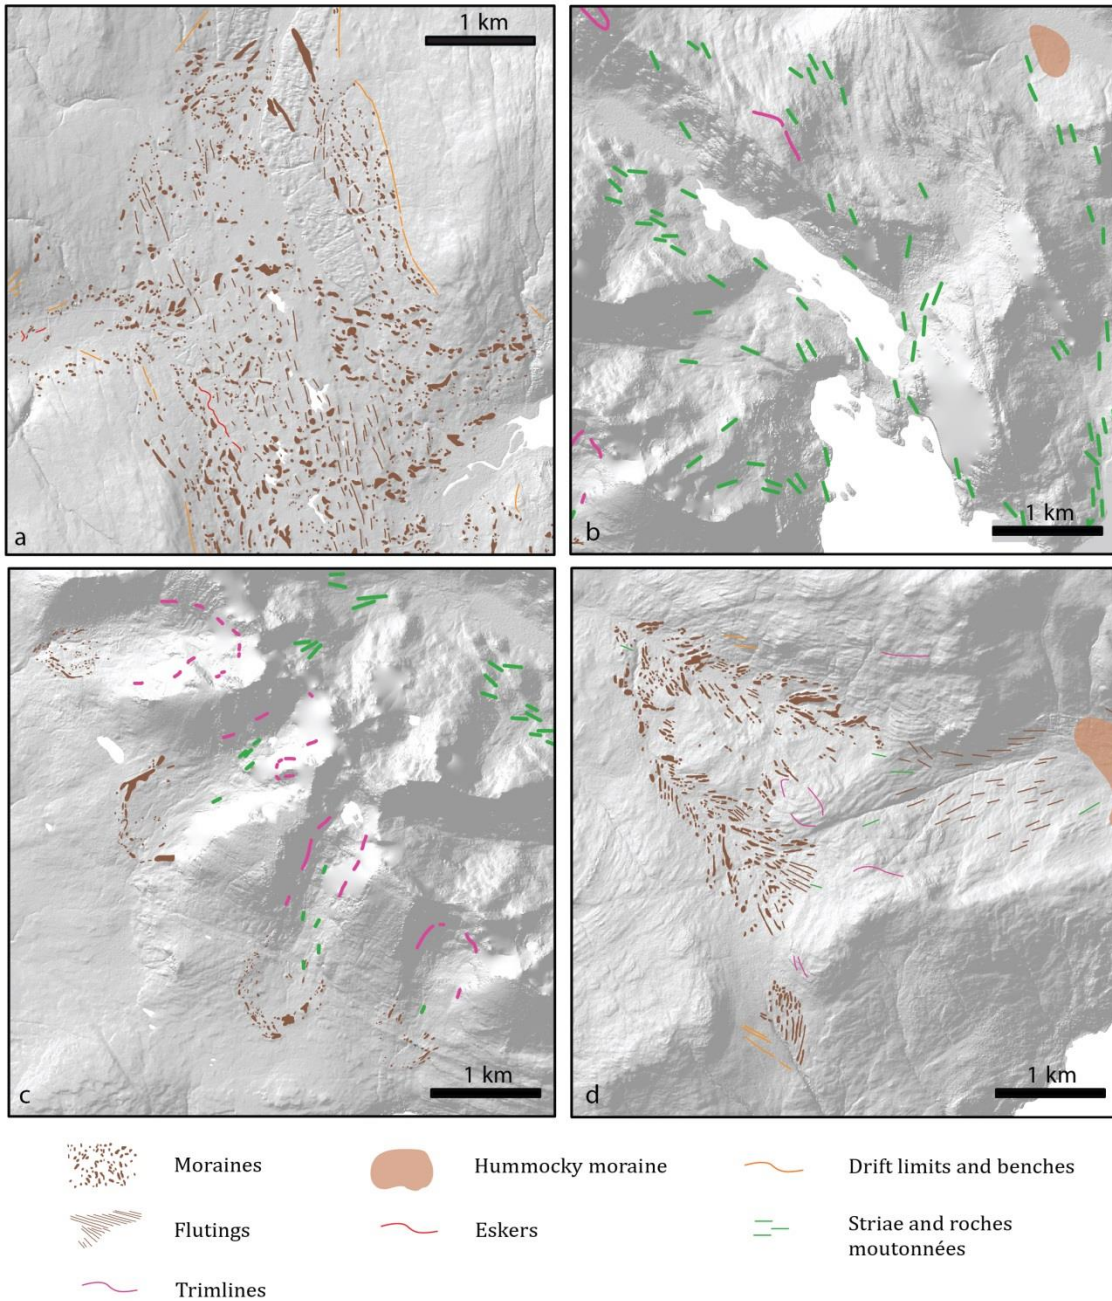 1 km
a
b
1 km
c
1 km
d
1 km
Moraines
Hummocky moraine
Drift limits and benches
Flutings
Eskers
Striae and roches
moutonnées
Trimlines